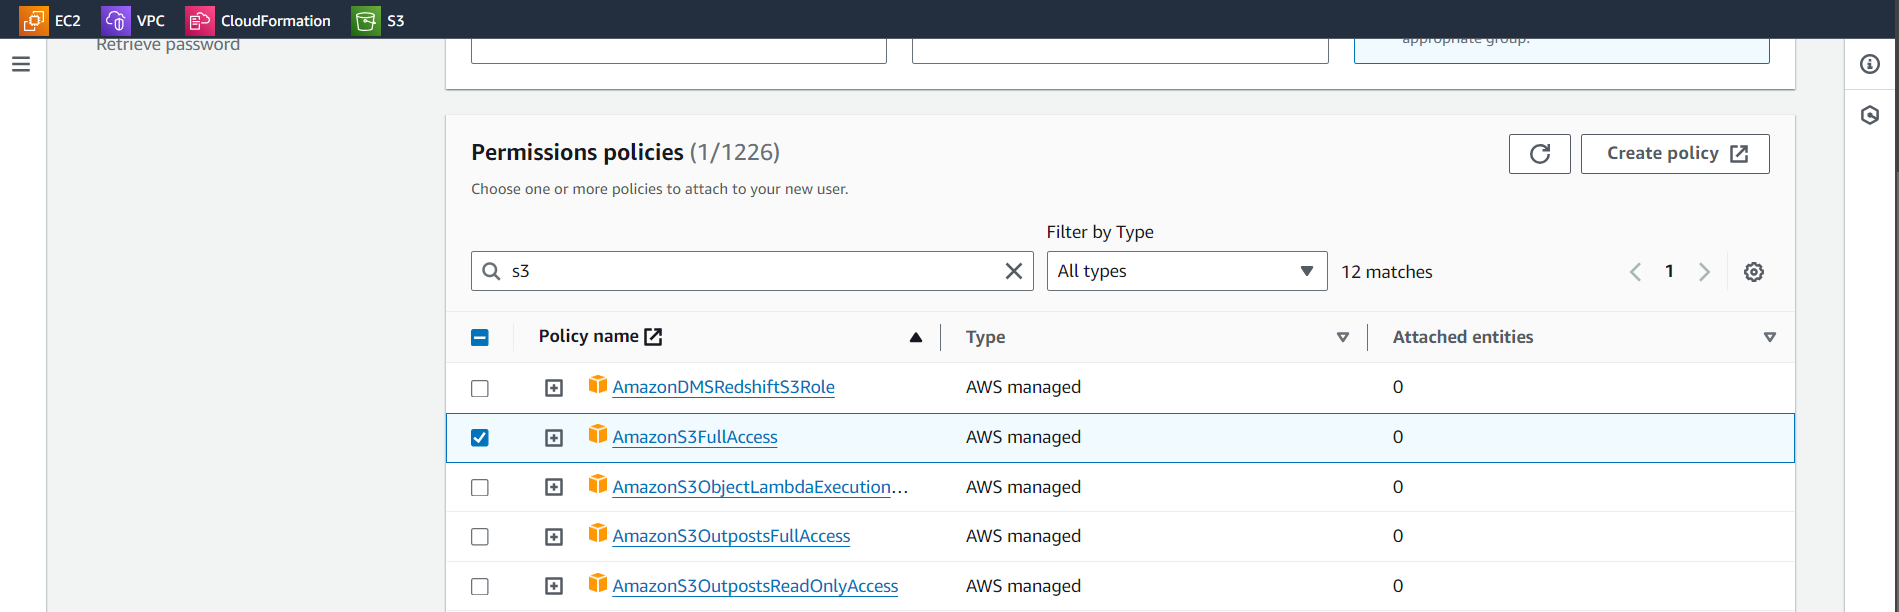 EC2 VPC CloudFormation S3
Retrieve password
appropriate group.
Permissions policies (1/1226)
Create policy
Choose one or more policies to attach to your new user.
Filter by Type
s3
All types
12 matches
1
Policy name Type Attached entities
AmazonDMSRedshiftS3Role AWS managed 0
AmazonS3FullAccess AWS managed 0
AmazonS3ObjectLambdaExecution... AWS managed 0
AmazonS3OutpostsFullAccess AWS managed 0
AmazonS3OutpostsReadOnlyAccess AWS managed 0